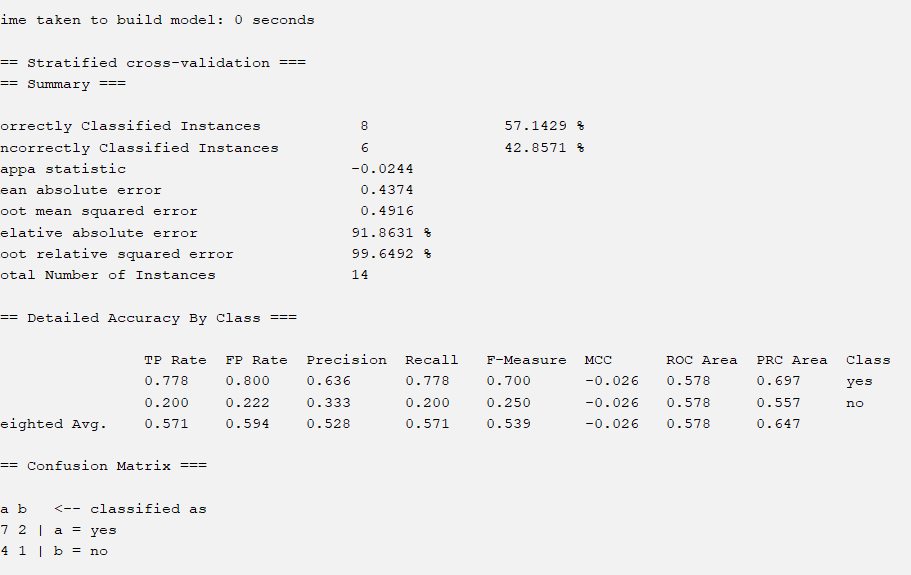 ime taken to build model: 0 seconds
== Stratified cross-validation ===
== Summary ===
orrectly Classified Instances 8 57.1429 %
ncorrectly Classified Instances 6 42.8571 %
appa statistic -0.0244
ean absolute error 0.4374
oot mean squared error 0.4916
elative absolute error 91.8631 %
oot relative squared error 99.6492 %
otal Number of Instances 14
== Detailed Accuracy By Class ===
TP Rate FP Rate Precision Recall F-Measure MCC ROC Area PRC Area Class
0.778 0.800 0.636 0.778 0.700 -0.026 0.578 0.697 yes
0.200 0.222 0.333 0.200 0.250 -0.026 0.578 0.557 no
eighted Avg. 0.571 0.594 0.528 0.571 0.539 -0.026 0.578 0.647
== Confusion Matrix ===
a b <-- classified as
7 2 | a = yes
4 1 | b = no